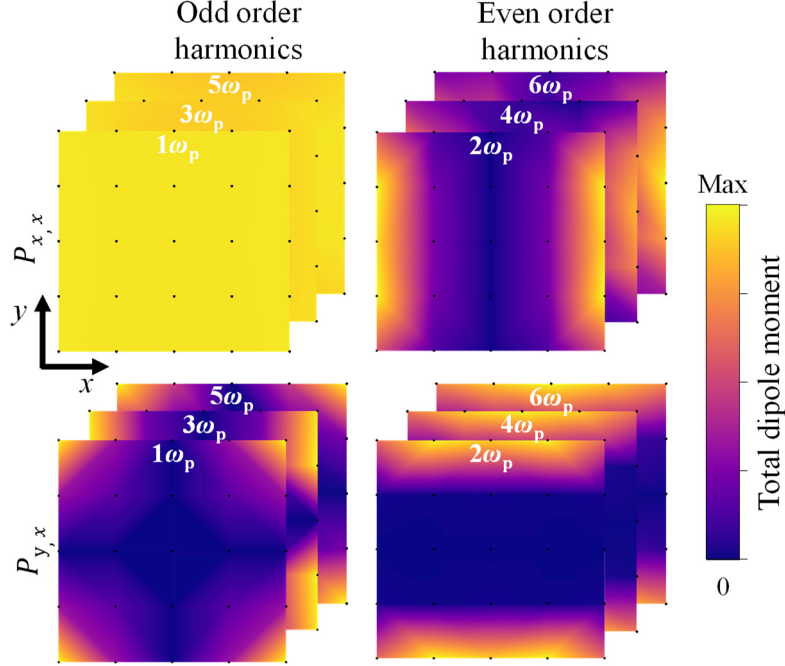 Odd order
harmonics
Even order
harmonics
5ωp
3ωp
1ωp
6ωp
4ωp
2ωp
Px,x
y
x
Max
Total dipole moment
0
5ωp
3ωp
1ωp
6ωp
4ωp
2ωp
Py,x